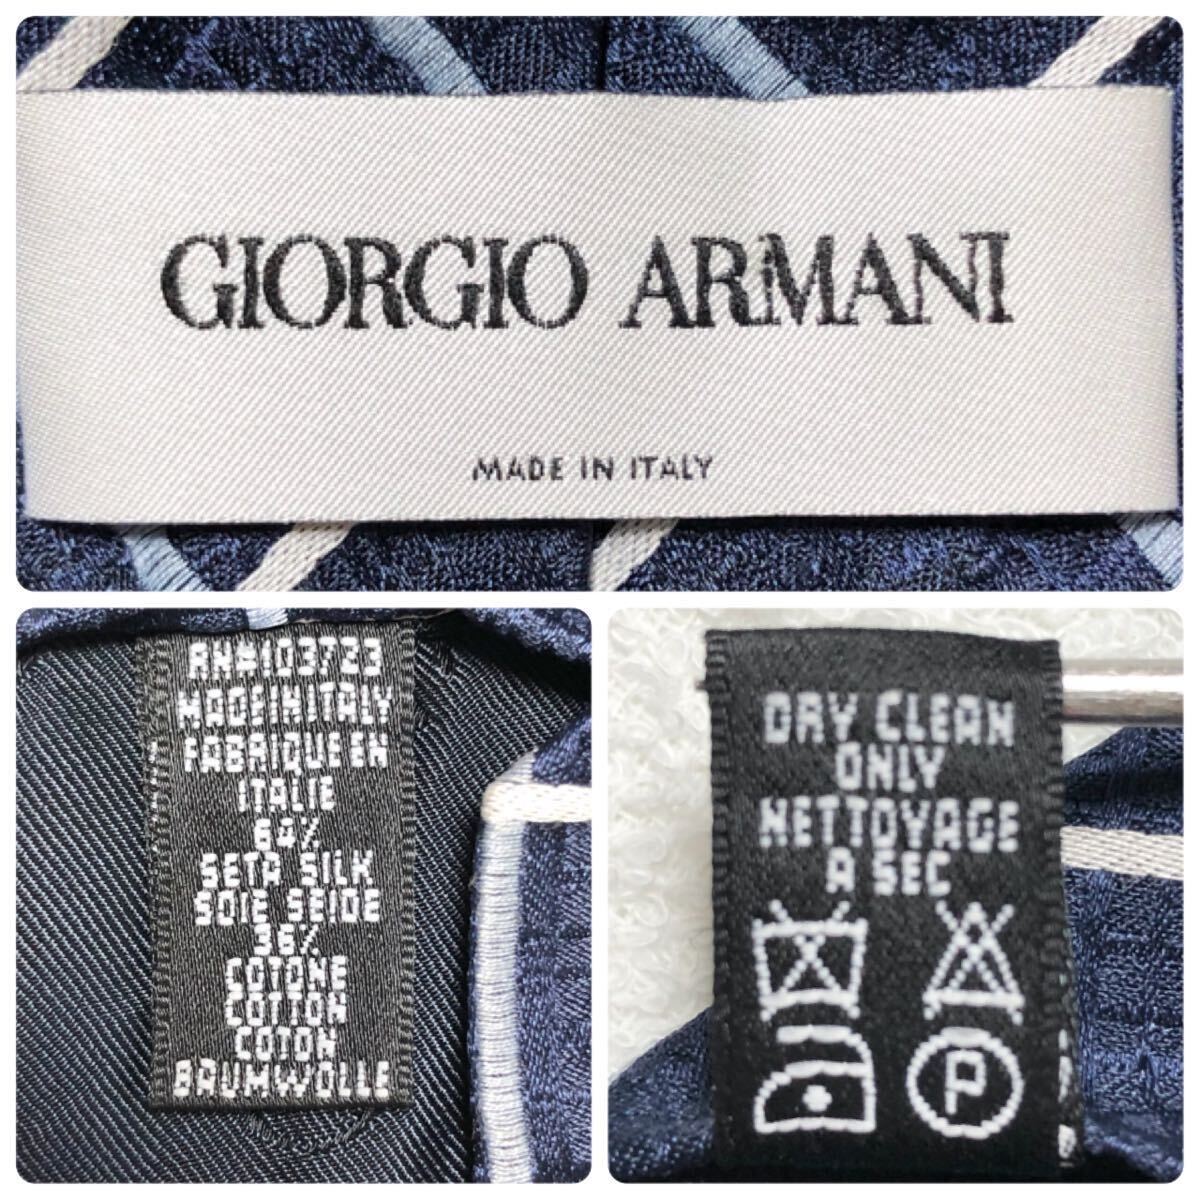 GIORGIO ARMANI
MADE IN ITALY
RN#103723
MADE IN ITALY
FABRIQUE EN
ITALIE
64%
SETA SILK
SOIE SEIDE
36%
COTONE
COTTON
COTON
BAUMWOLLE
DRY CLEAN
ONLY
NETTOYAGE
A SEC
P